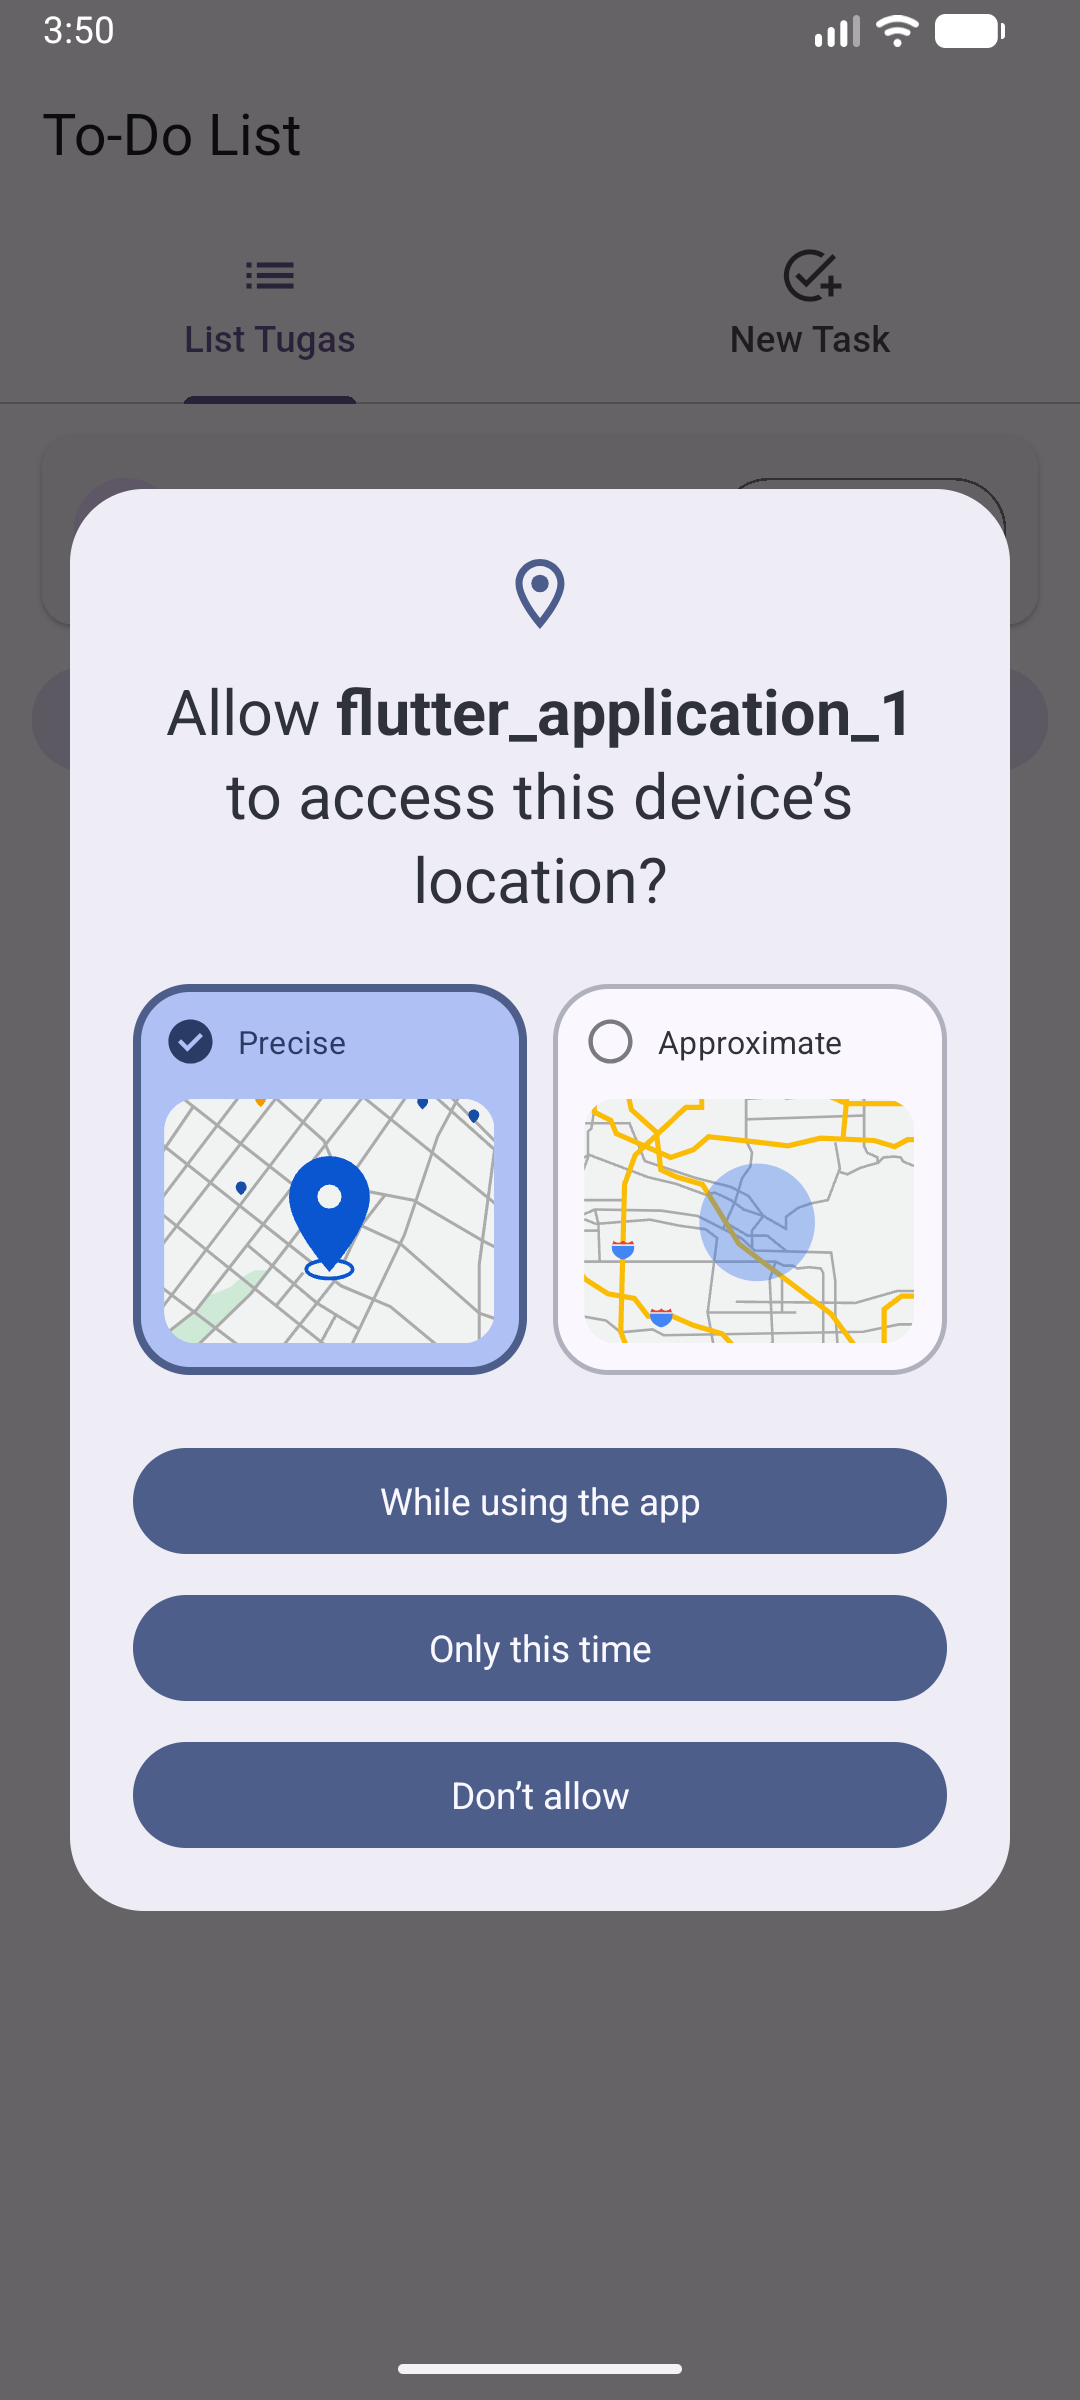 3:50
To-Do List
List Tugas
New Task
Allow flutter_application_1
to access this device’s
location?
Precise
Approximate
While using the app
Only this time
Don’t allow